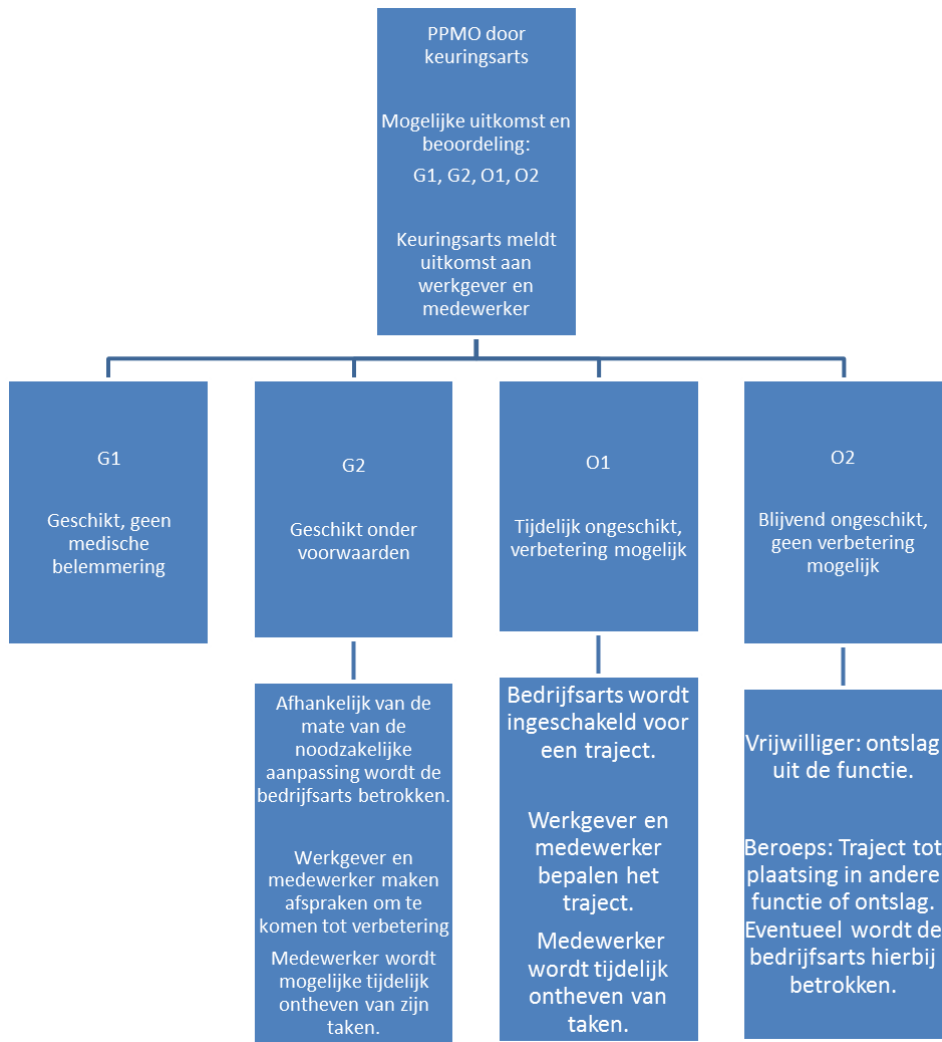 PPMO door
keuringsarts
Mogelijke uitkomst en
beoordeling:
G1, G2, O1, O2
Keuringsarts meldt
uitkomst aan
werkgever en
medewerker
G1
Geschikt, geen
medische
belemmering
G2
Geschikt onder
voorwaarden
O1
Tijdelijk ongeschikt,
verbetering mogelijk
O2
Blijvend ongeschikt,
geen verbetering
mogelijk
Afhankelijk van de
mate van de
noodzakelijke
aanpassing wordt de
bedrijfsarts betrokken.
Werkgever en
medewerker maken
afspraken om te
komen tot verbetering
Medewerker wordt
mogelijke tijdelijk
ontheven van zijn
taken.
Bedrijfsarts wordt
ingeschakeld voor
een traject.
Werkgever en
medewerker
bepalen het
traject.
Medewerker
wordt tijdelijk
ontheven van
taken.
Vrijwilliger: ontslag
uit de functie.
Beroeps: Traject tot
plaatsing in andere
functie of ontslag.
Eventueel wordt de
bedrijfsarts hierbij
betrokken.